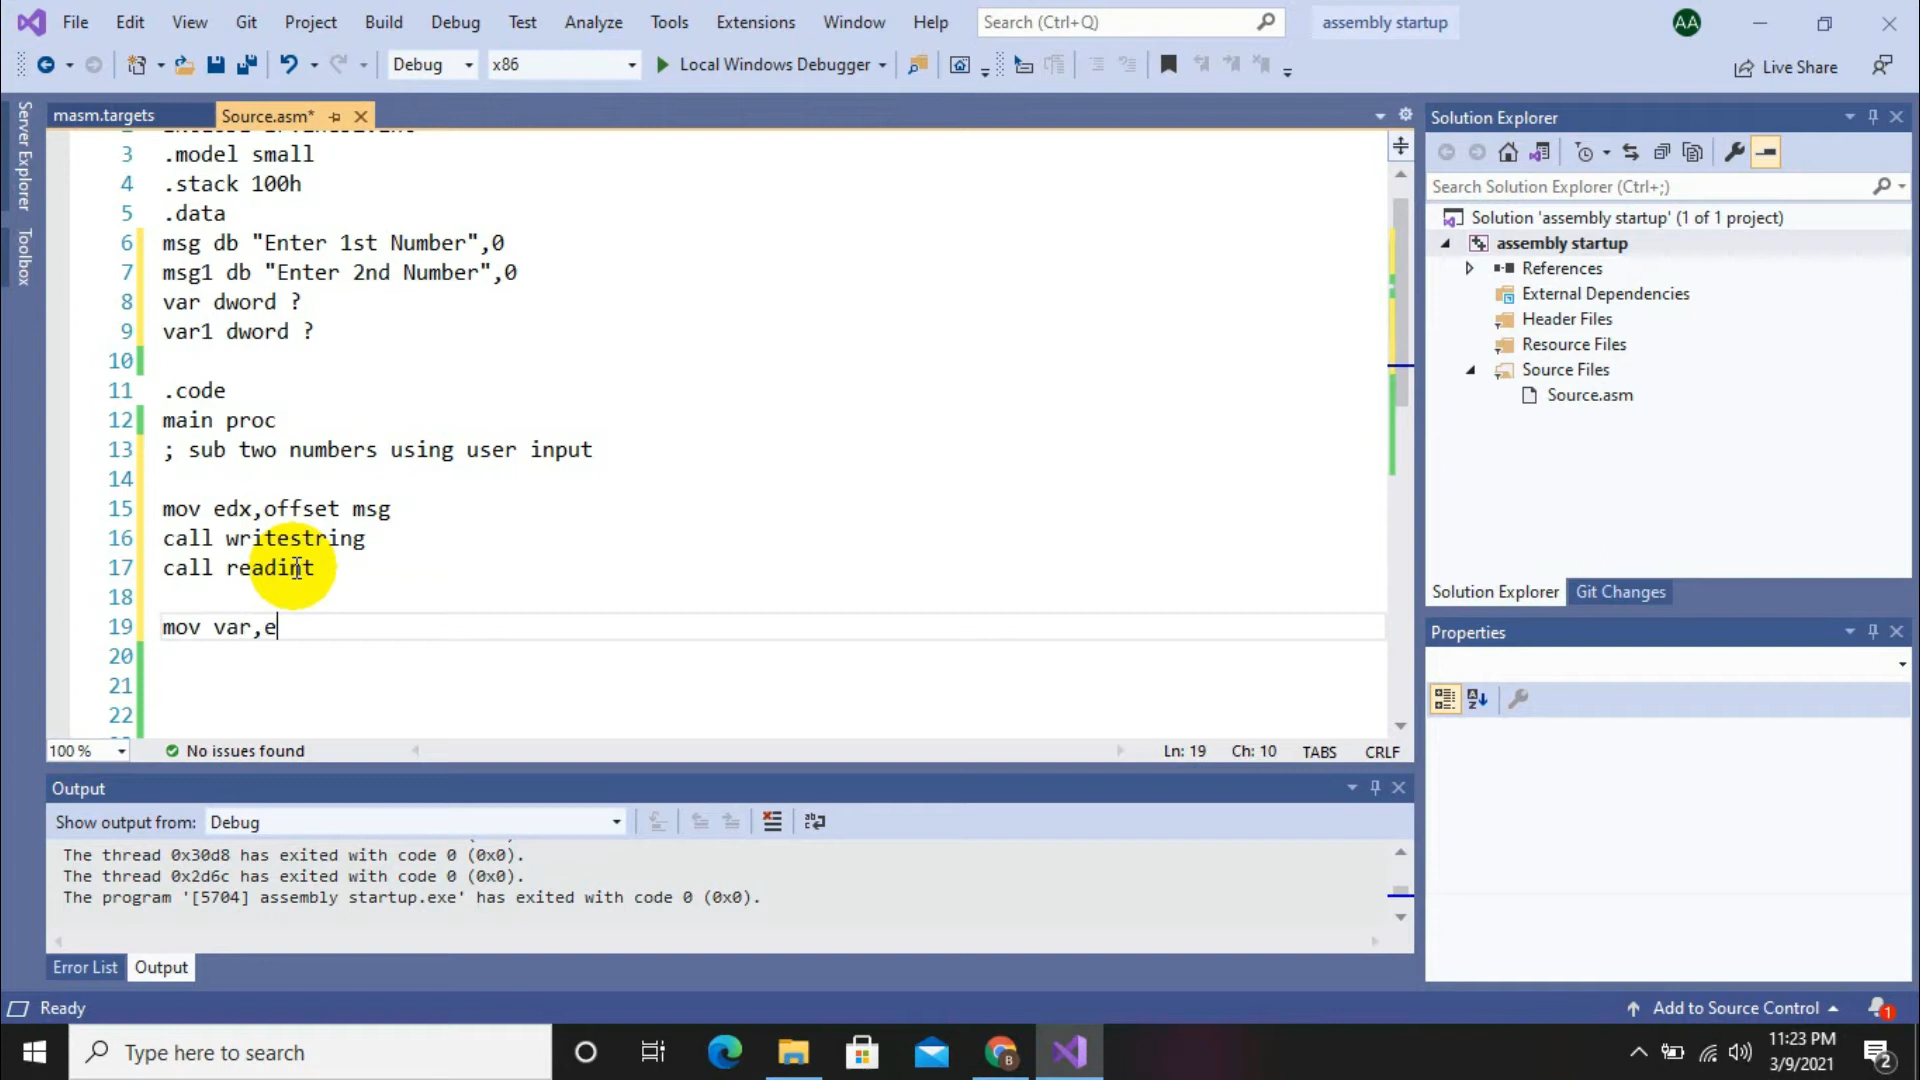 File Edit View Git Project Build Debug Test Analyze Tools Extensions Window Help Search (Ctrl+Q) assembly startup AA
Debug x86 Local Windows Debugger Live Share
Server Explorer
Toolbox
masm.targets Source.asm*
3 .model small
4 .stack 100h
5 .data
6 msg db "Enter 1st Number",0
7 msg1 db "Enter 2nd Number",0
8 var dword ?
9 var1 dword ?
10
11 .code
12 main proc
13 ; sub two numbers using user input
14
15 mov edx,offset msg
16 call writestring
17 call readint
18
19 mov var,e
20
21
22
100 % No issues found Ln: 19 Ch: 10 TABS CRLF
Output
Show output from: Debug
The thread 0x30d8 has exited with code 0 (0x0).
The thread 0x2d6c has exited with code 0 (0x0).
The program '[5704] assembly startup.exe' has exited with code 0 (0x0).
Error List Output
Solution Explorer
Search Solution Explorer (Ctrl+;)
Solution 'assembly startup' (1 of 1 project)
assembly startup
References
External Dependencies
Header Files
Resource Files
Source Files
Source.asm
Solution Explorer Git Changes
Properties
Ready Add to Source Control 1
Type here to search B 11:23 PM
3/9/2021 2